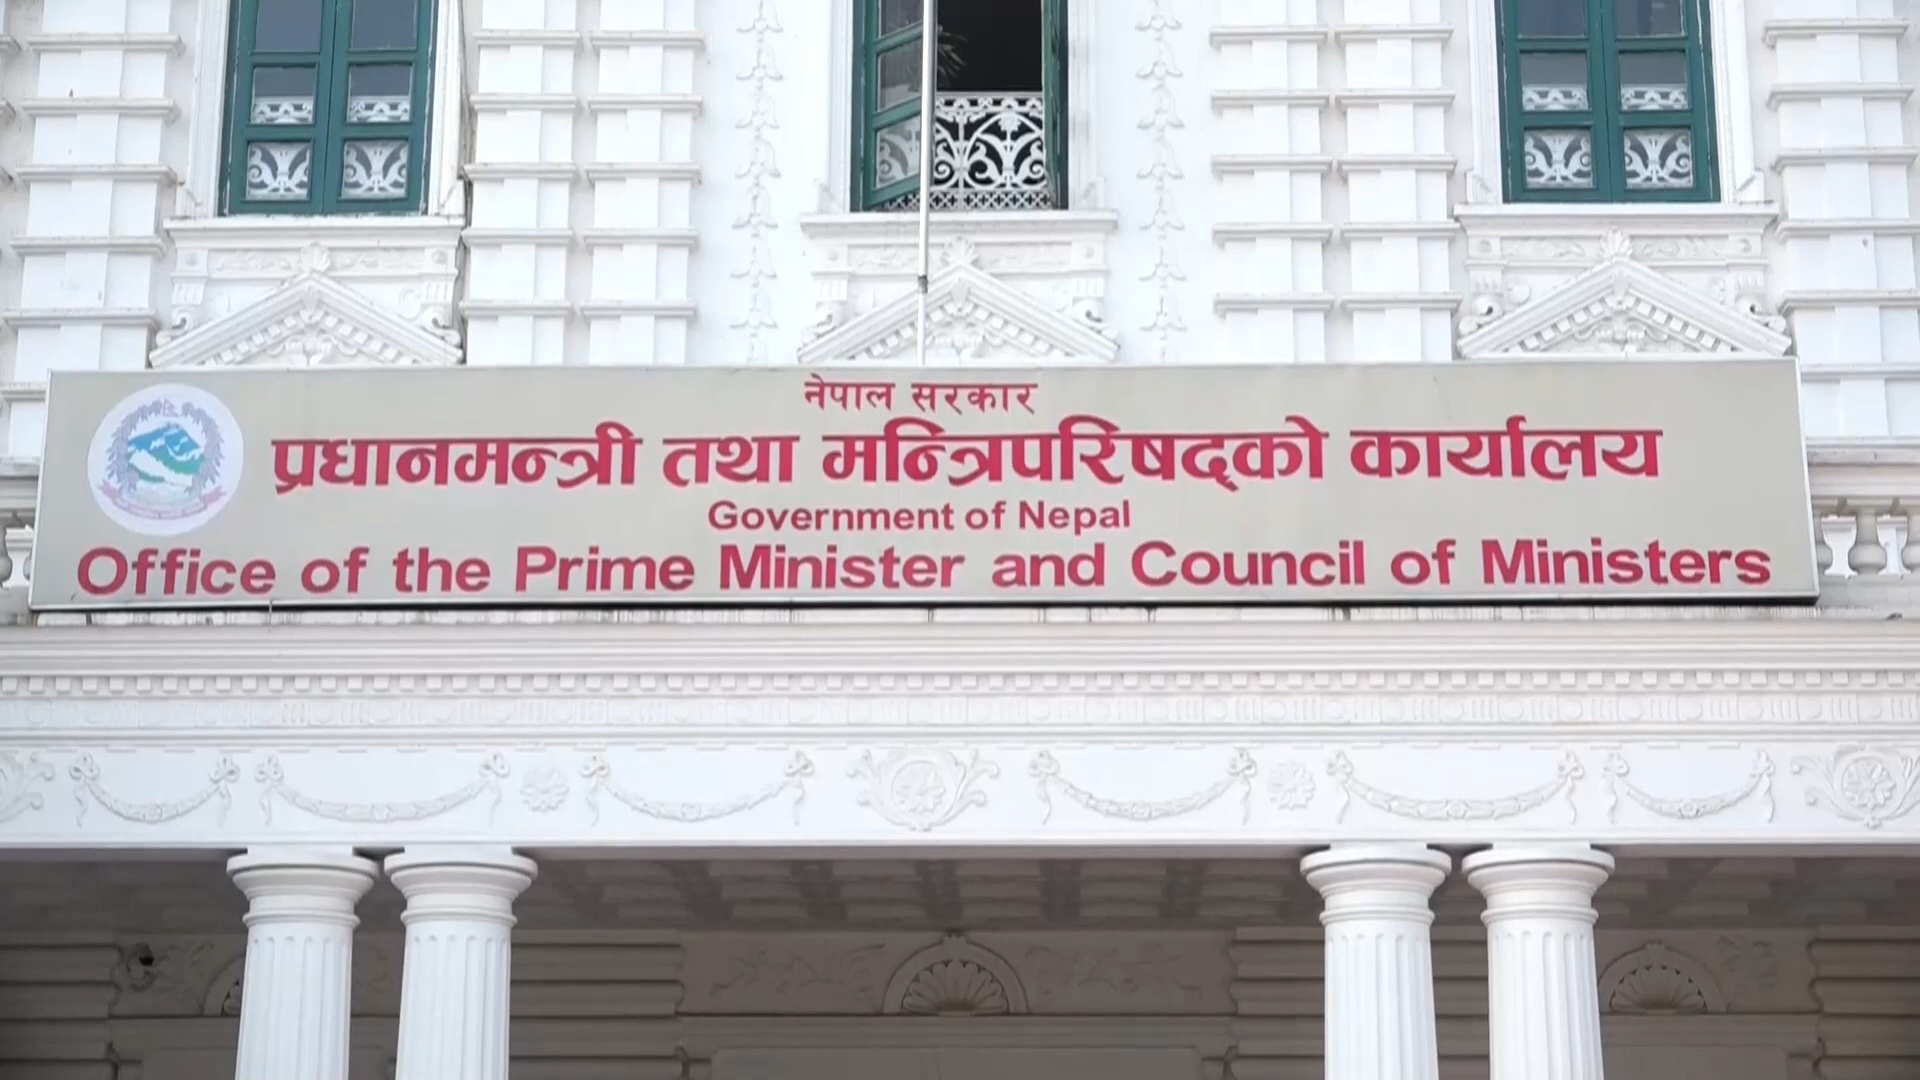 नेपाल सरकार
प्रधानमन्त्री तथा मन्त्रिपरिषद्को कार्यालय
Government of Nepal
Office of the Prime Minister and Council of Ministers